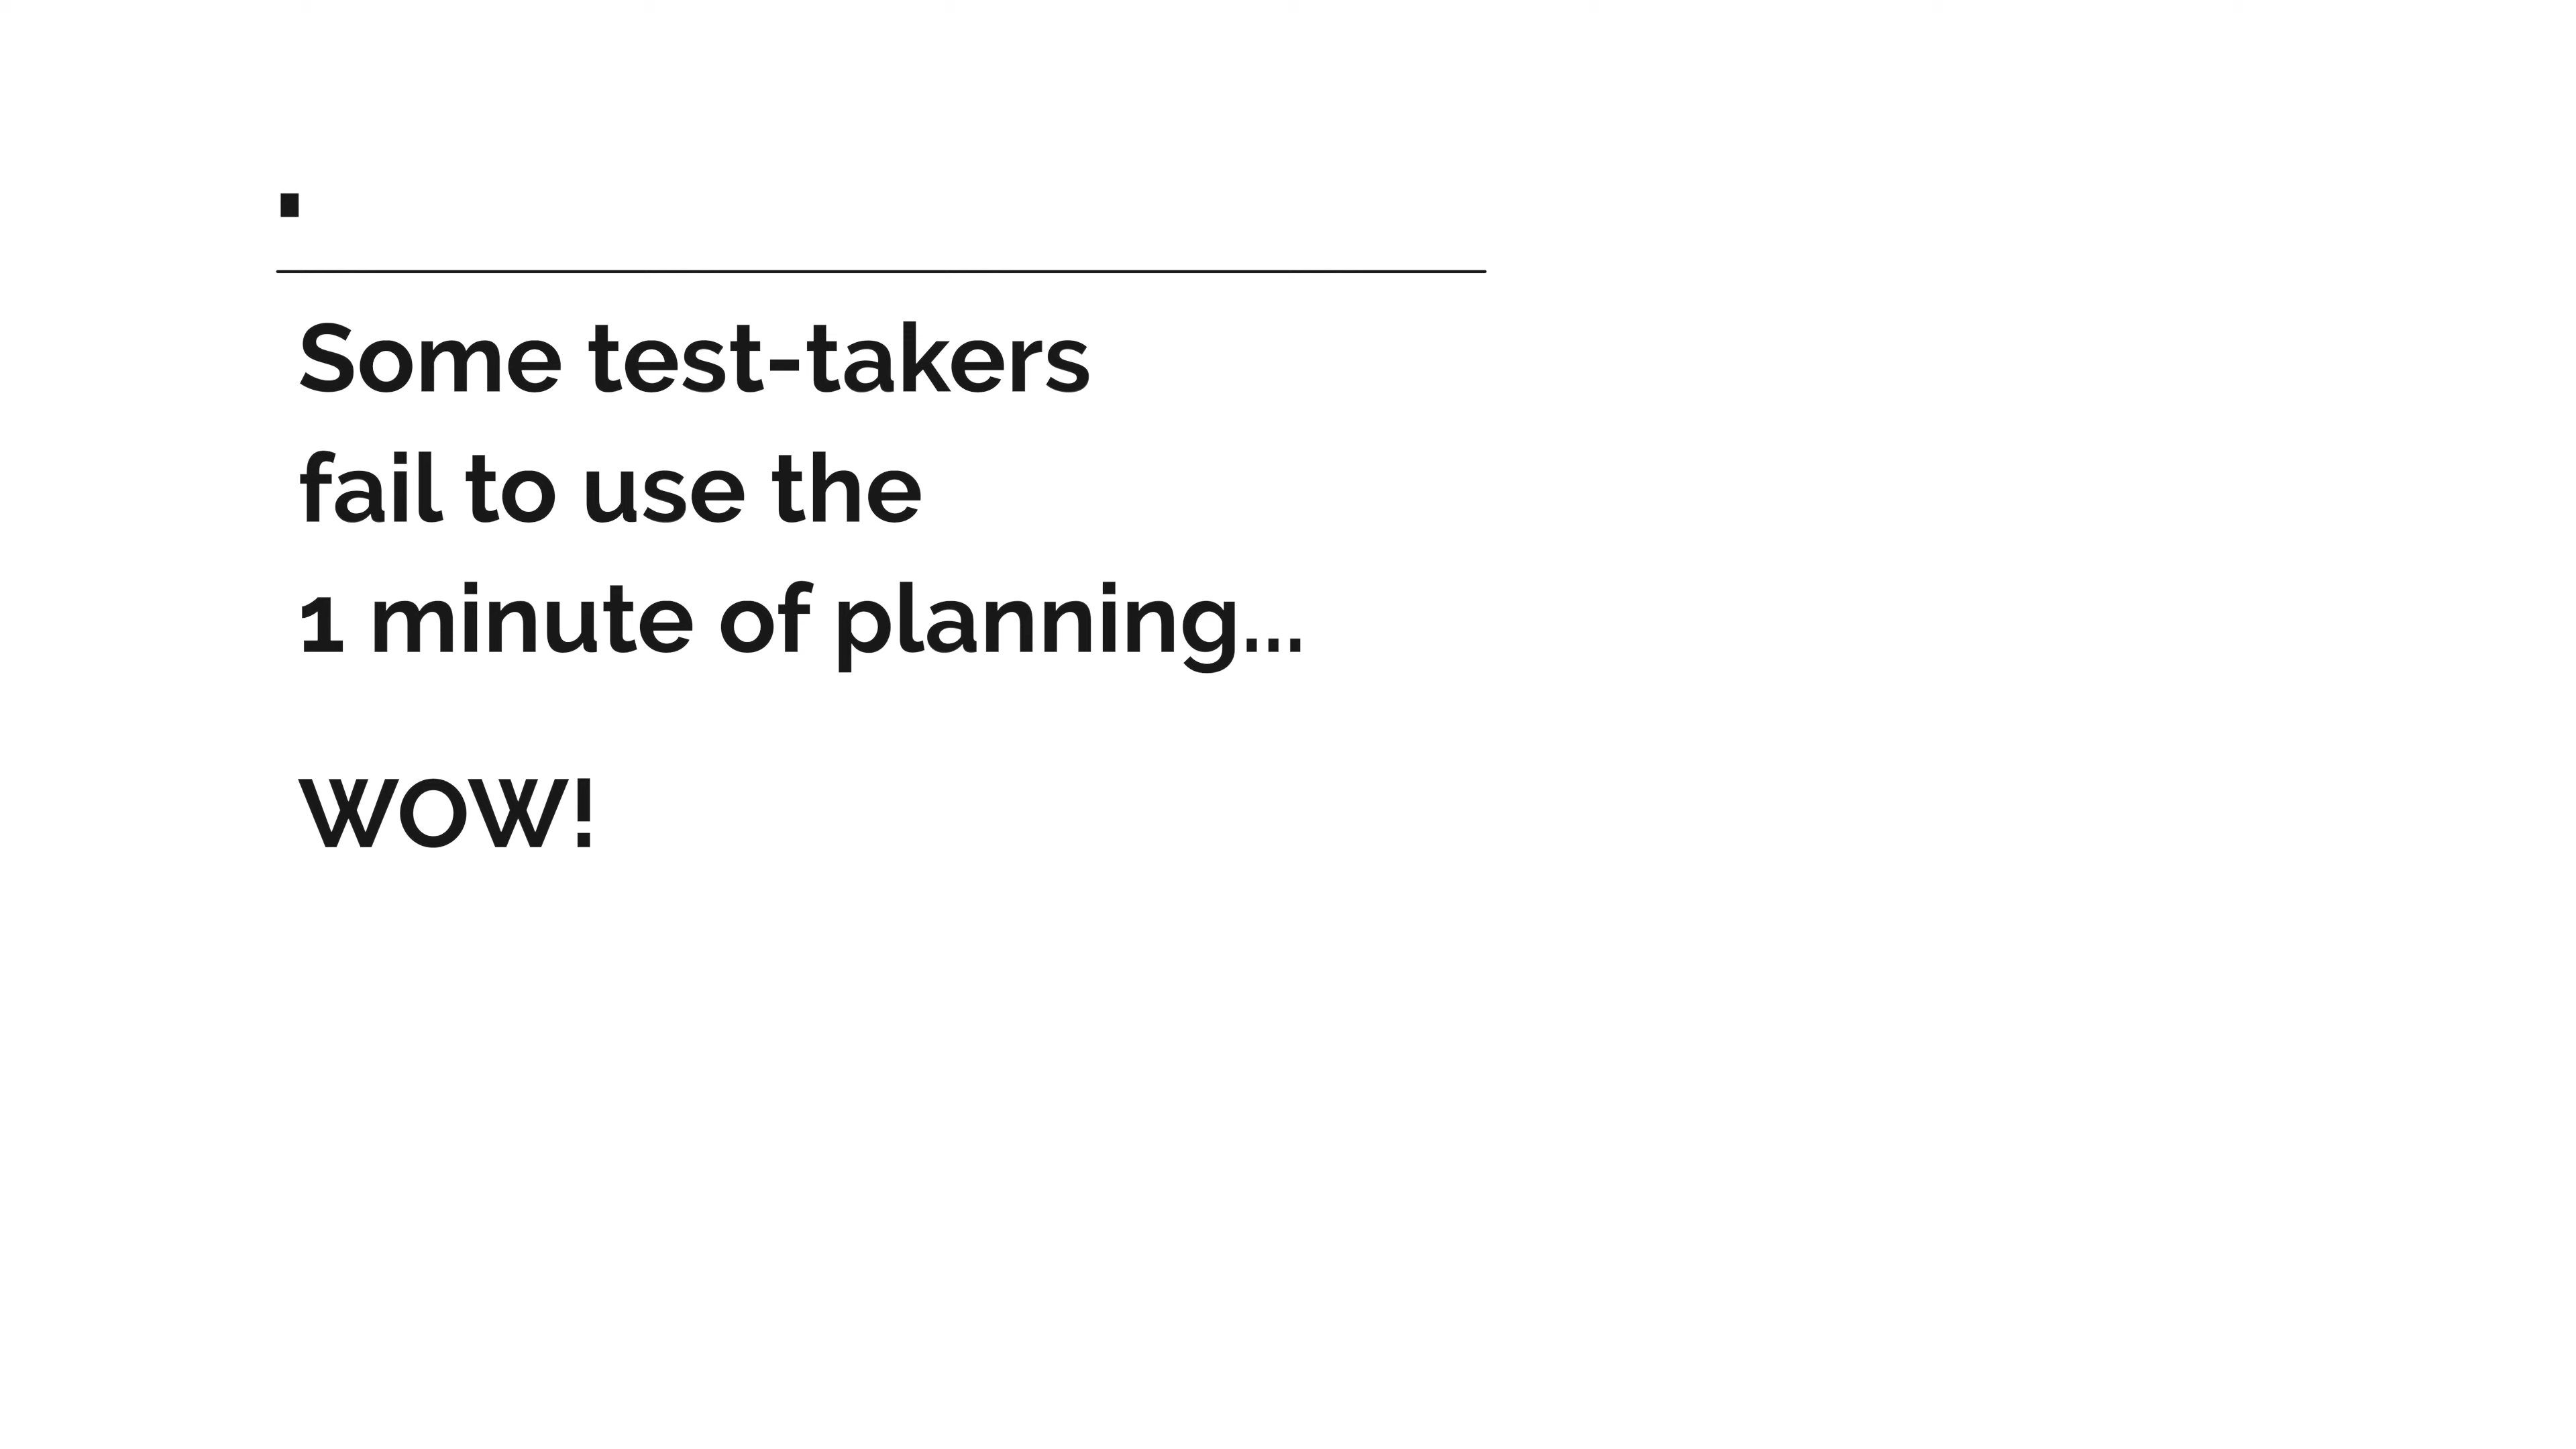 .
Some test-takers
fail to use the
1 minute of planning...
WOW!